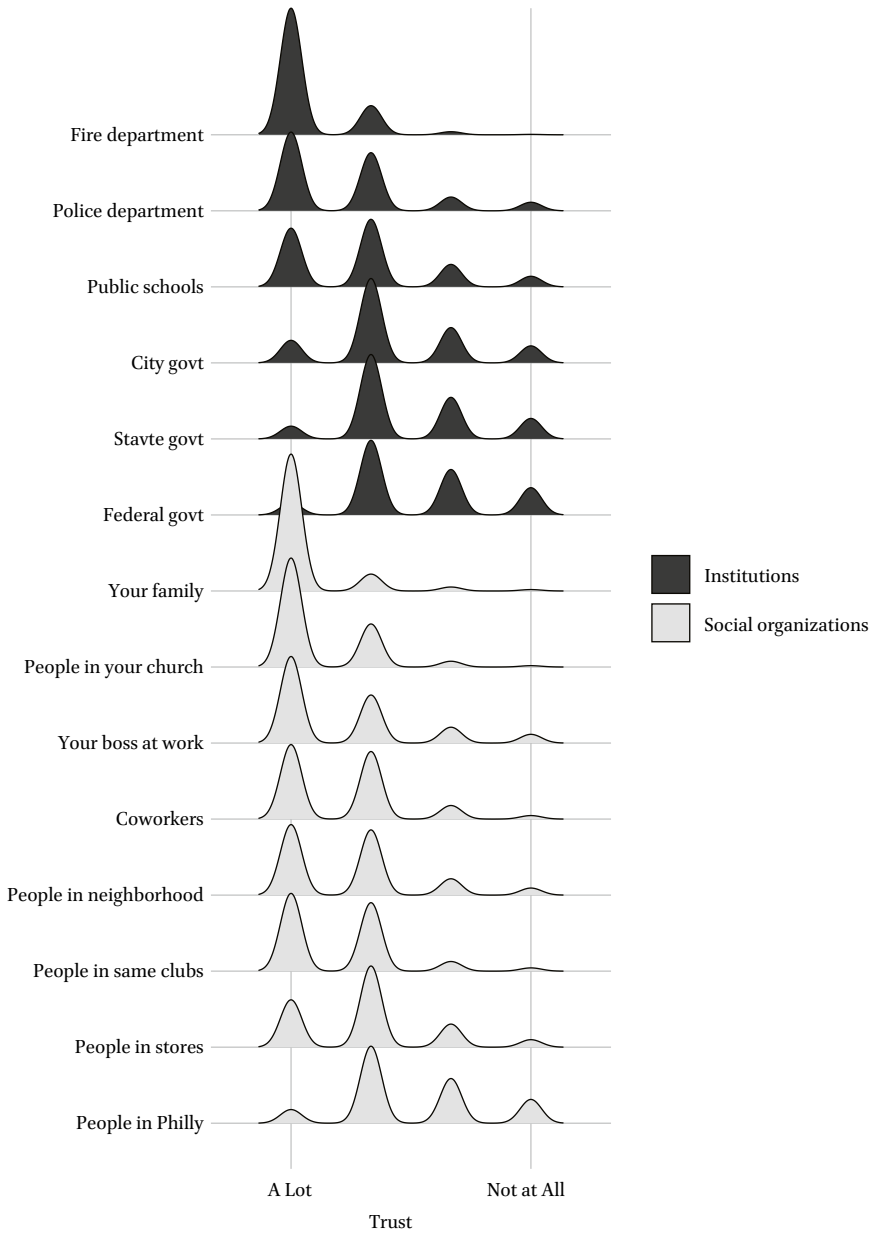 Fire department
Police department
Public schools
City govt
Stavte govt
Federal govt
Your family
People in your church
Your boss at work
Coworkers
People in neighborhood
People in same clubs
People in stores
People in Philly
Institutions
Social organizations
A Lot
Not at All
Trust